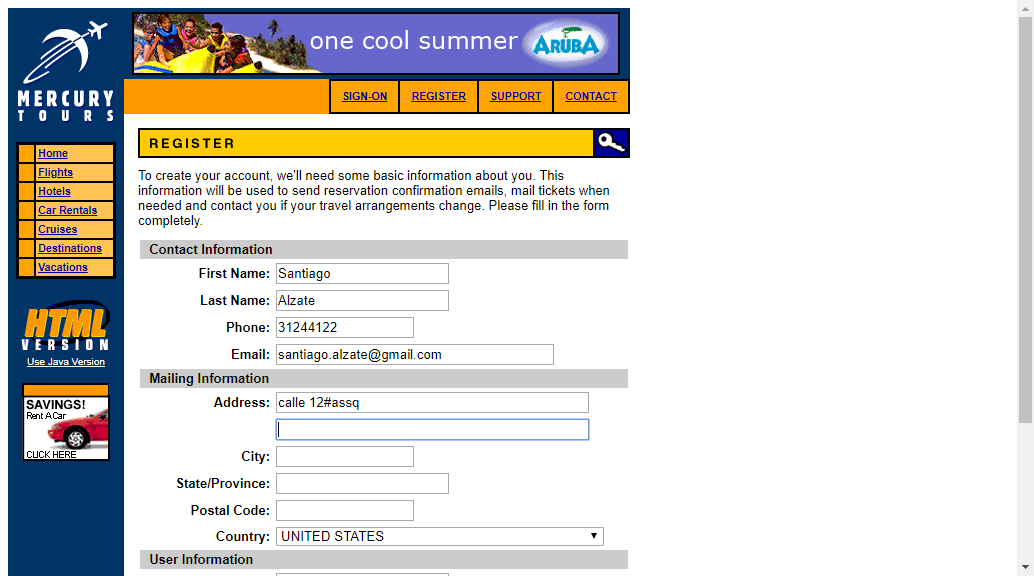 one cool summer ARUBA
MERCURY
TOURS
SIGN-ON REGISTER SUPPORT CONTACT
Home
Flights
Hotels
Car Rentals
Cruises
Destinations
Vacations
HTML
VERSION
Use Java Version
SAVINGS!
Rent A Car
CLICK HERE
REGISTER
To create your account, we'll need some basic information about you. This
information will be used to send reservation confirmation emails, mail tickets when
needed and contact you if your travel arrangements change. Please fill in the form
completely.
Contact Information
First Name: Santiago
Last Name: Alzate
Phone: 31244122
Email: santiago.alzate@gmail.com
Mailing Information
Address: calle 12#assq
City:
State/Province:
Postal Code:
Country: UNITED STATES
User Information